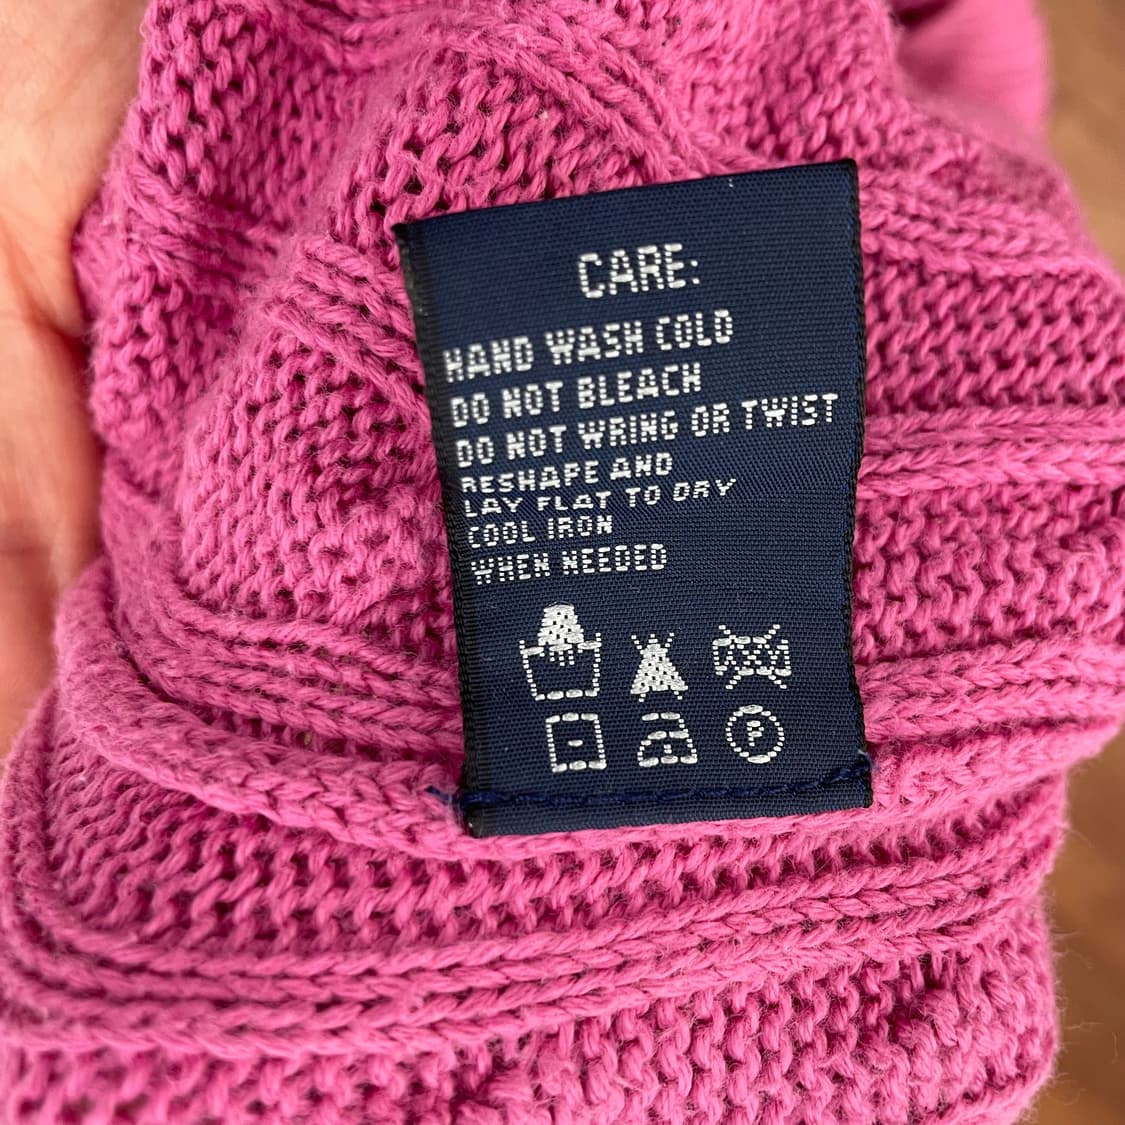 CARE:
HAND WASH COLD
DO NOT BLEACH
DO NOT WRING OR TWIST
RESHAPE AND
LAY FLAT TO DRY
COOL IRON
WHEN NEEDED
P